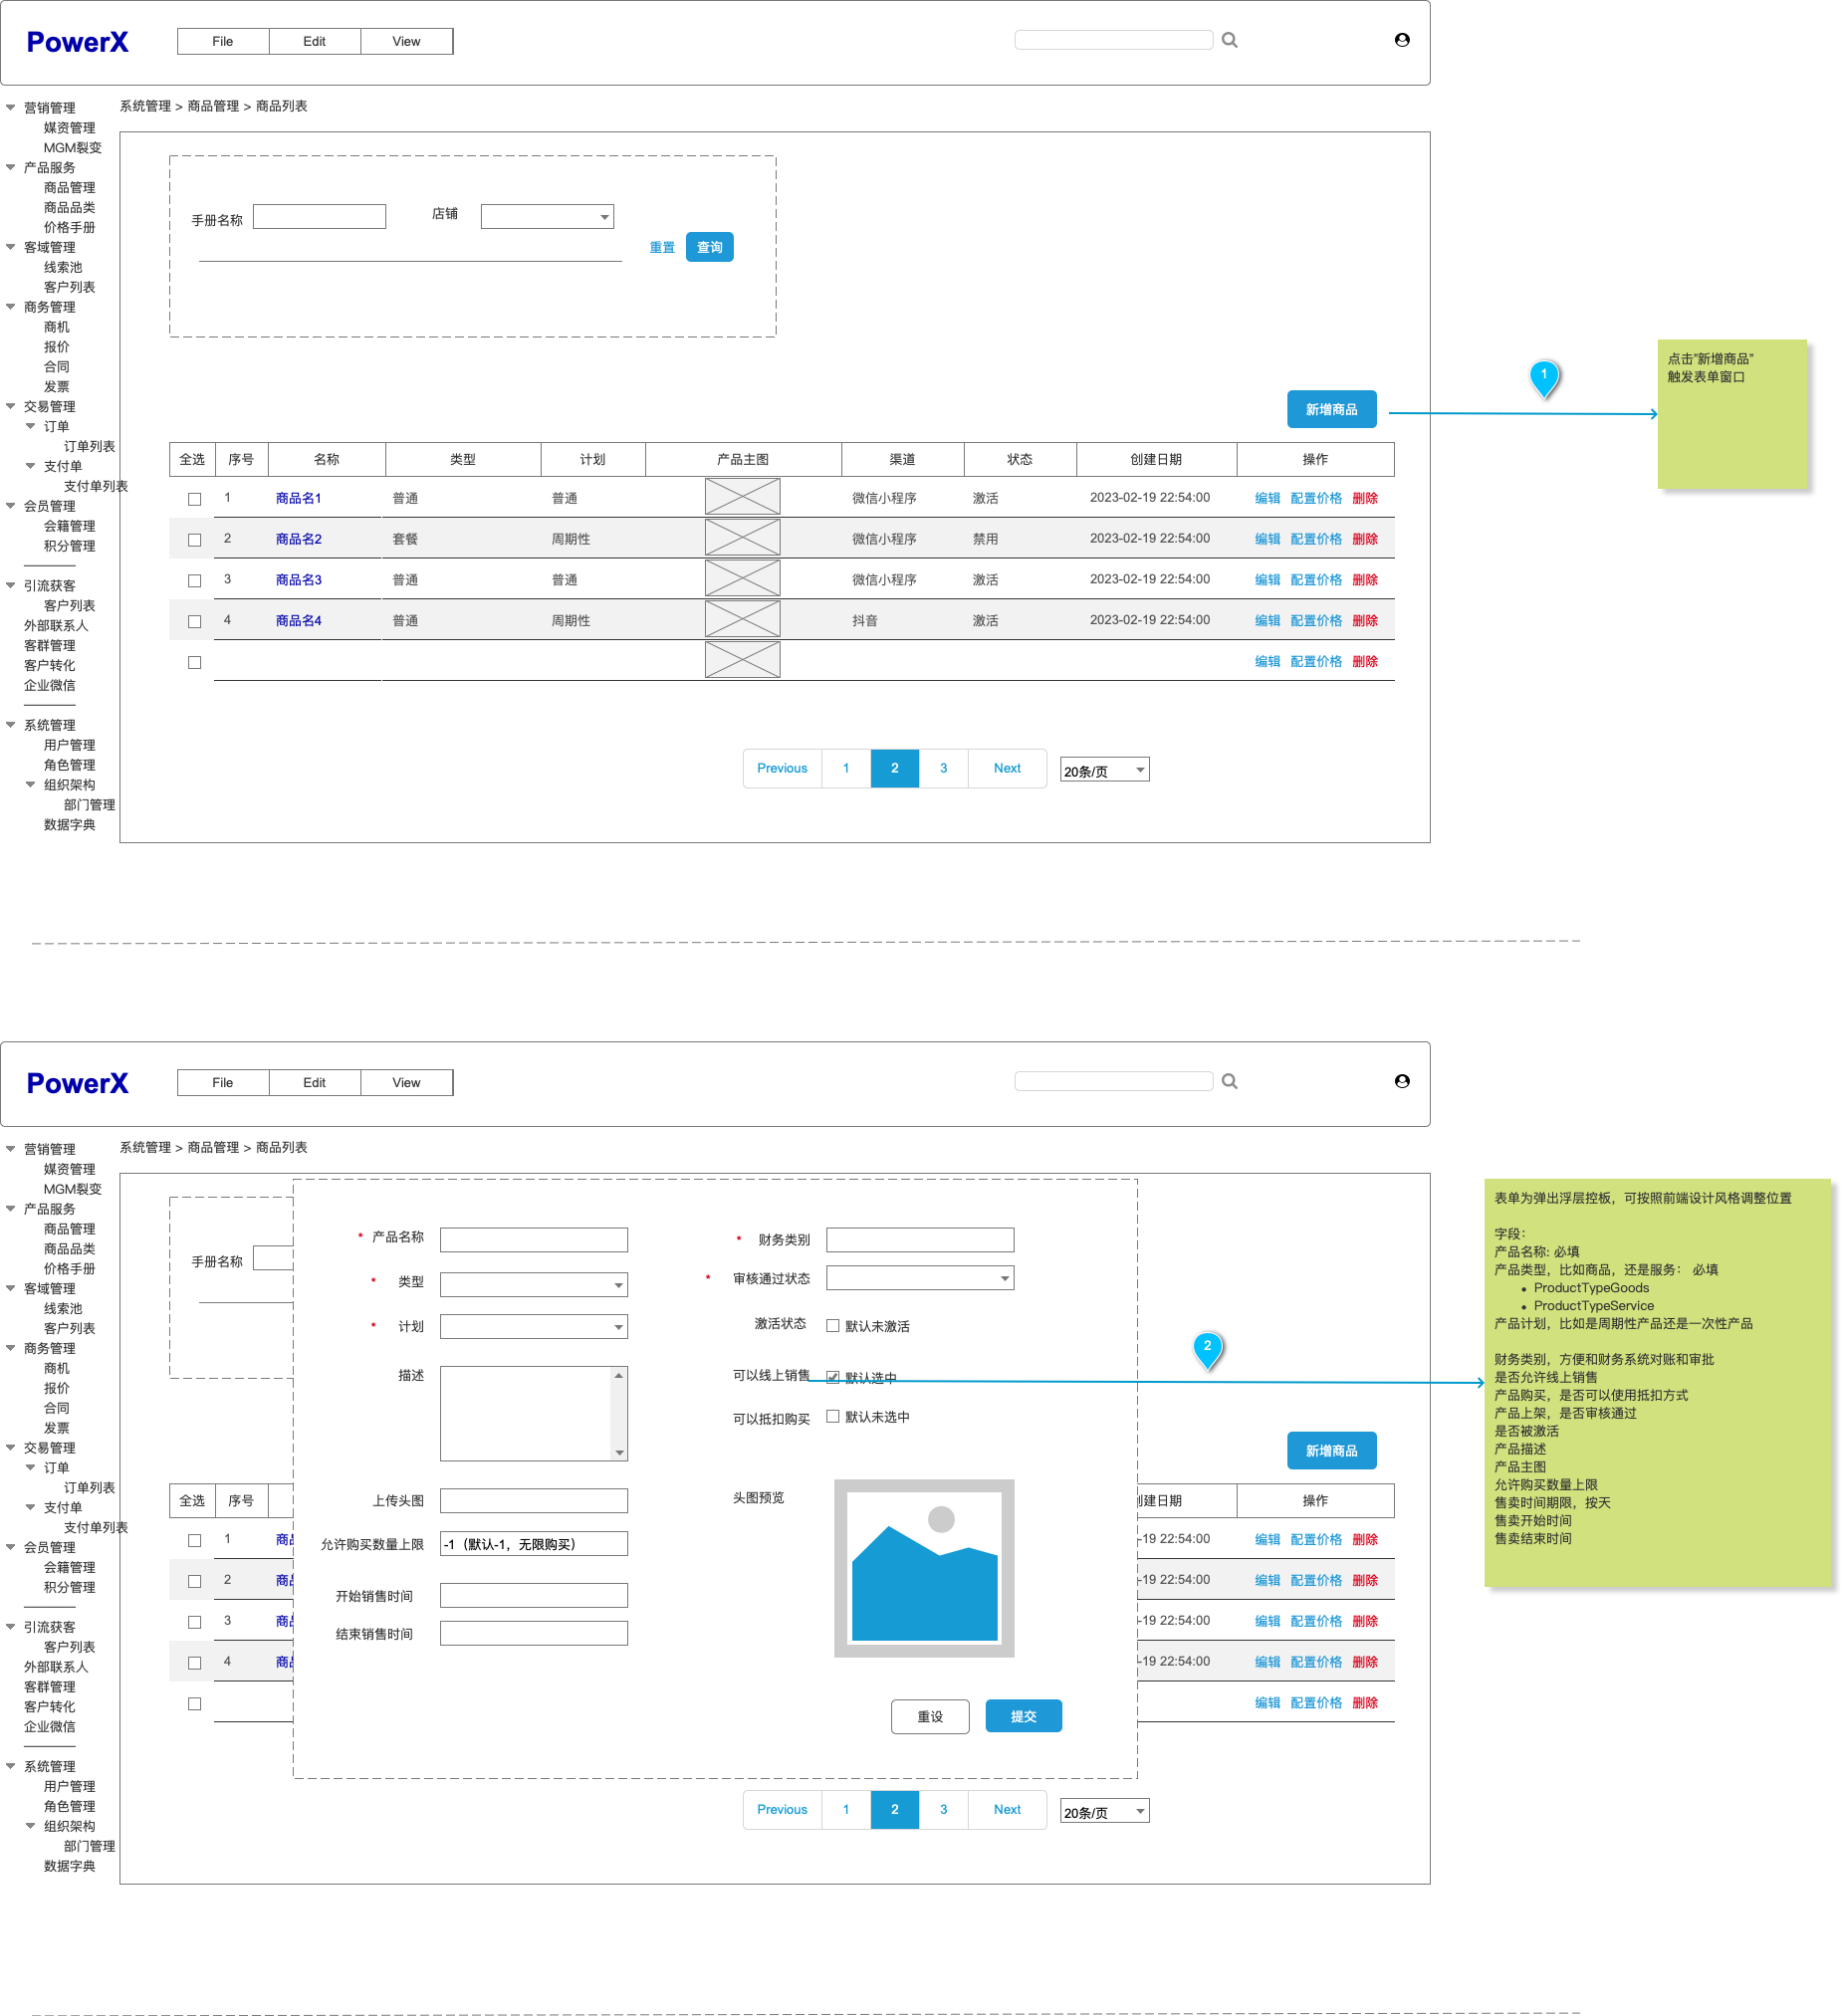 PowerX
File Edit View
系统管理 > 商品管理 > 商品列表
营销管理
媒资管理
MGM裂变
产品服务
商品管理
商品品类
价格手册
客域管理
线索池
客户列表
商务管理
商机
报价
合同
发票
交易管理
订单
订单列表
支付单
支付单列表
会员管理
会籍管理
积分管理
引流获客
客户列表
外部联系人
客群管理
客户转化
企业微信
系统管理
用户管理
角色管理
组织架构
部门管理
数据字典
手册名称 店铺
重置 查询
新增商品
1
点击"新增商品"
触发表单窗口
全选 序号 名称 类型 计划 产品主图 渠道 状态 创建日期 操作
1 商品名1 普通 普通 微信小程序 激活 2023-02-19 22:54:00 编辑 配置价格 删除
2 商品名2 套餐 周期性 微信小程序 禁用 2023-02-19 22:54:00 编辑 配置价格 删除
3 商品名3 普通 普通 微信小程序 激活 2023-02-19 22:54:00 编辑 配置价格 删除
4 商品名4 普通 周期性 抖音 激活 2023-02-19 22:54:00 编辑 配置价格 删除
编辑 配置价格 删除
Previous 1 2 3 Next 20条/页
PowerX
File Edit View
系统管理 > 商品管理 > 商品列表
营销管理
媒资管理
MGM裂变
产品服务
商品管理
商品品类
价格手册
客域管理
线索池
客户列表
商务管理
商机
报价
合同
发票
交易管理
订单
订单列表
支付单
支付单列表
会员管理
会籍管理
积分管理
引流获客
客户列表
外部联系人
客群管理
客户转化
企业微信
系统管理
用户管理
角色管理
组织架构
部门管理
数据字典
手册名称
* 产品名称
* 类型
* 计划
描述
上传头图
允许购买数量上限 -1（默认-1，无限购买）
开始销售时间
结束销售时间
* 财务类别
* 审核通过状态
激活状态 默认未激活
可以线上销售 默认选中
可以抵扣购买 默认未选中
头图预览
重设 提交
新增商品
全选 序号 创建日期 操作
1 商 -19 22:54:00 编辑 配置价格 删除
2 商 -19 22:54:00 编辑 配置价格 删除
3 商 -19 22:54:00 编辑 配置价格 删除
4 商 -19 22:54:00 编辑 配置价格 删除
编辑 配置价格 删除
Previous 1 2 3 Next 20条/页
2
表单为弹出浮层控板，可按照前端设计风格调整位置
字段：
产品名称: 必填
产品类型，比如商品，还是服务： 必填
• ProductTypeGoods
• ProductTypeService
产品计划，比如是周期性产品还是一次性产品
财务类别，方便和财务系统对账和审批
是否允许线上销售
产品购买，是否可以使用抵扣方式
产品上架，是否审核通过
是否被激活
产品描述
产品主图
允许购买数量上限
售卖时间期限，按天
售卖开始时间
售卖结束时间